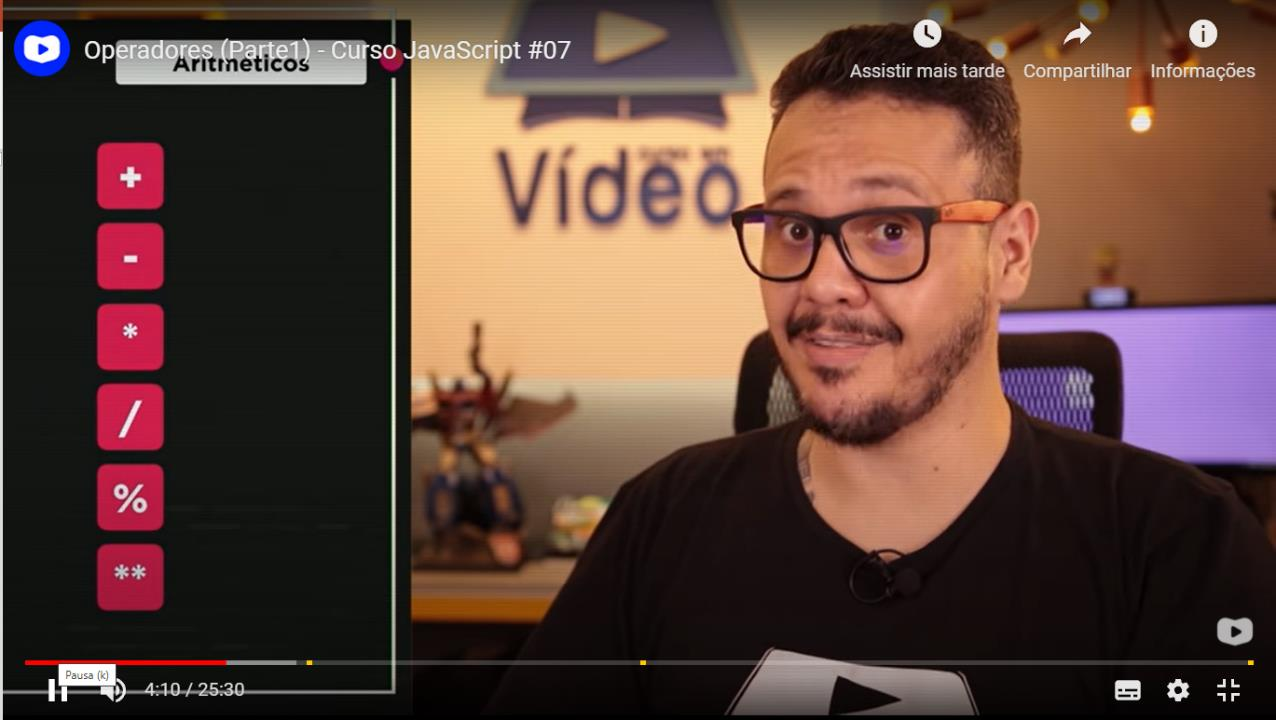 Operadores (Parte1) - Curso JavaScript #07
Assistir mais tarde
Compartilhar
Informações
Aritméticos
+
-
*
/
%
**
Vídeo
Pausa (k)
4:10 / 25:30